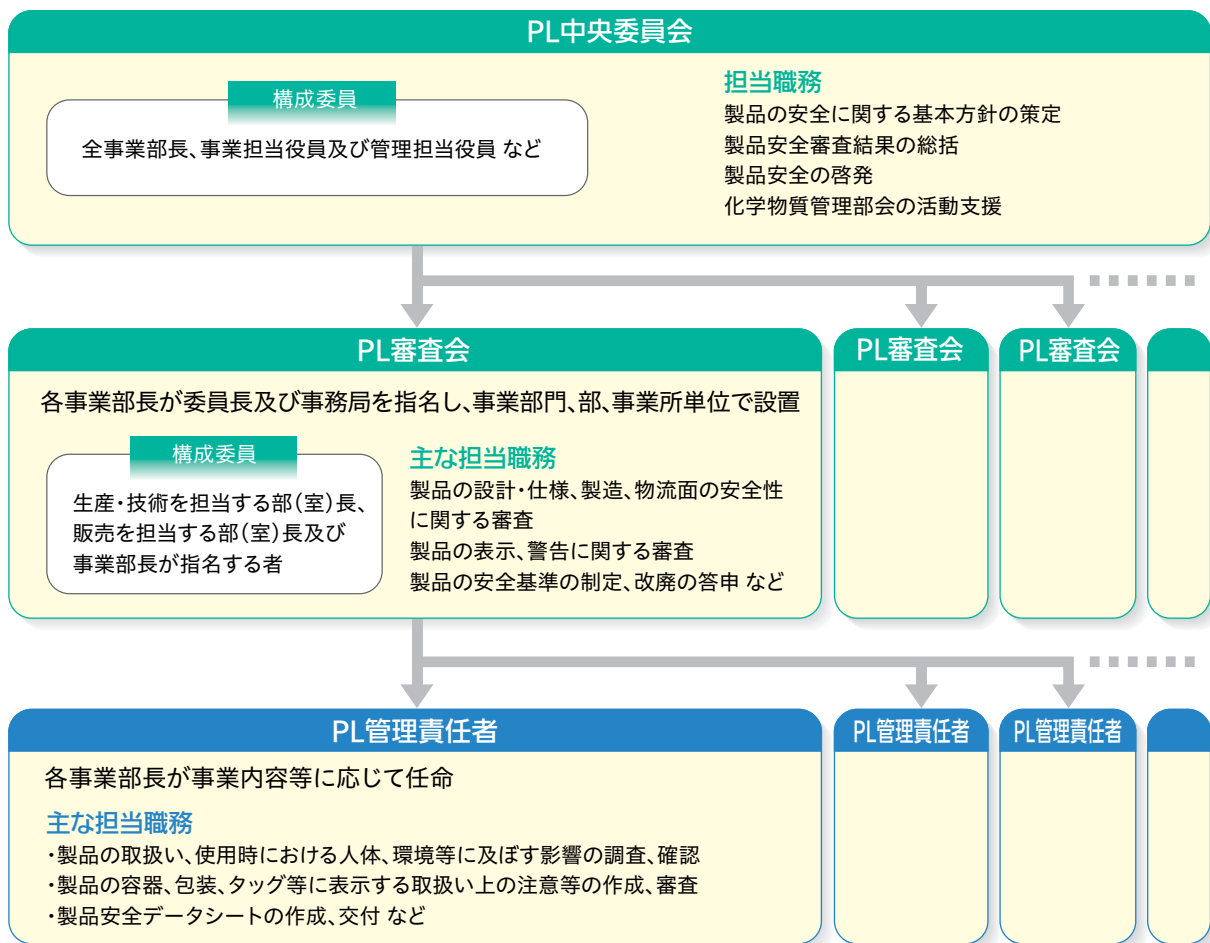 PL中央委員会
構成委員
全事業部長、事業担当役員及び管理担当役員 など
担当職務
製品の安全に関する基本方針の策定
製品安全審査結果の総括
製品安全の啓発
化学物質管理部会の活動支援
PL審査会
各事業部長が委員長及び事務局を指名し、事業部門、部、事業所単位で設置
構成委員
生産・技術を担当する部(室)長、
販売を担当する部(室)長及び
事業部長が指名する者
主な担当職務
製品の設計・仕様、製造、物流面の安全性
に関する審査
製品の表示、警告に関する審査
製品の安全基準の制定、改廃の答申 など
PL審査会
PL審査会
PL管理責任者
各事業部長が事業内容等に応じて任命
主な担当職務
・製品の取扱い、使用時における人体、環境等に及ぼす影響の調査、確認
・製品の容器、包装、タッグ等に表示する取扱い上の注意等の作成、審査
・製品安全データシートの作成、交付 など
PL管理責任者
PL管理責任者